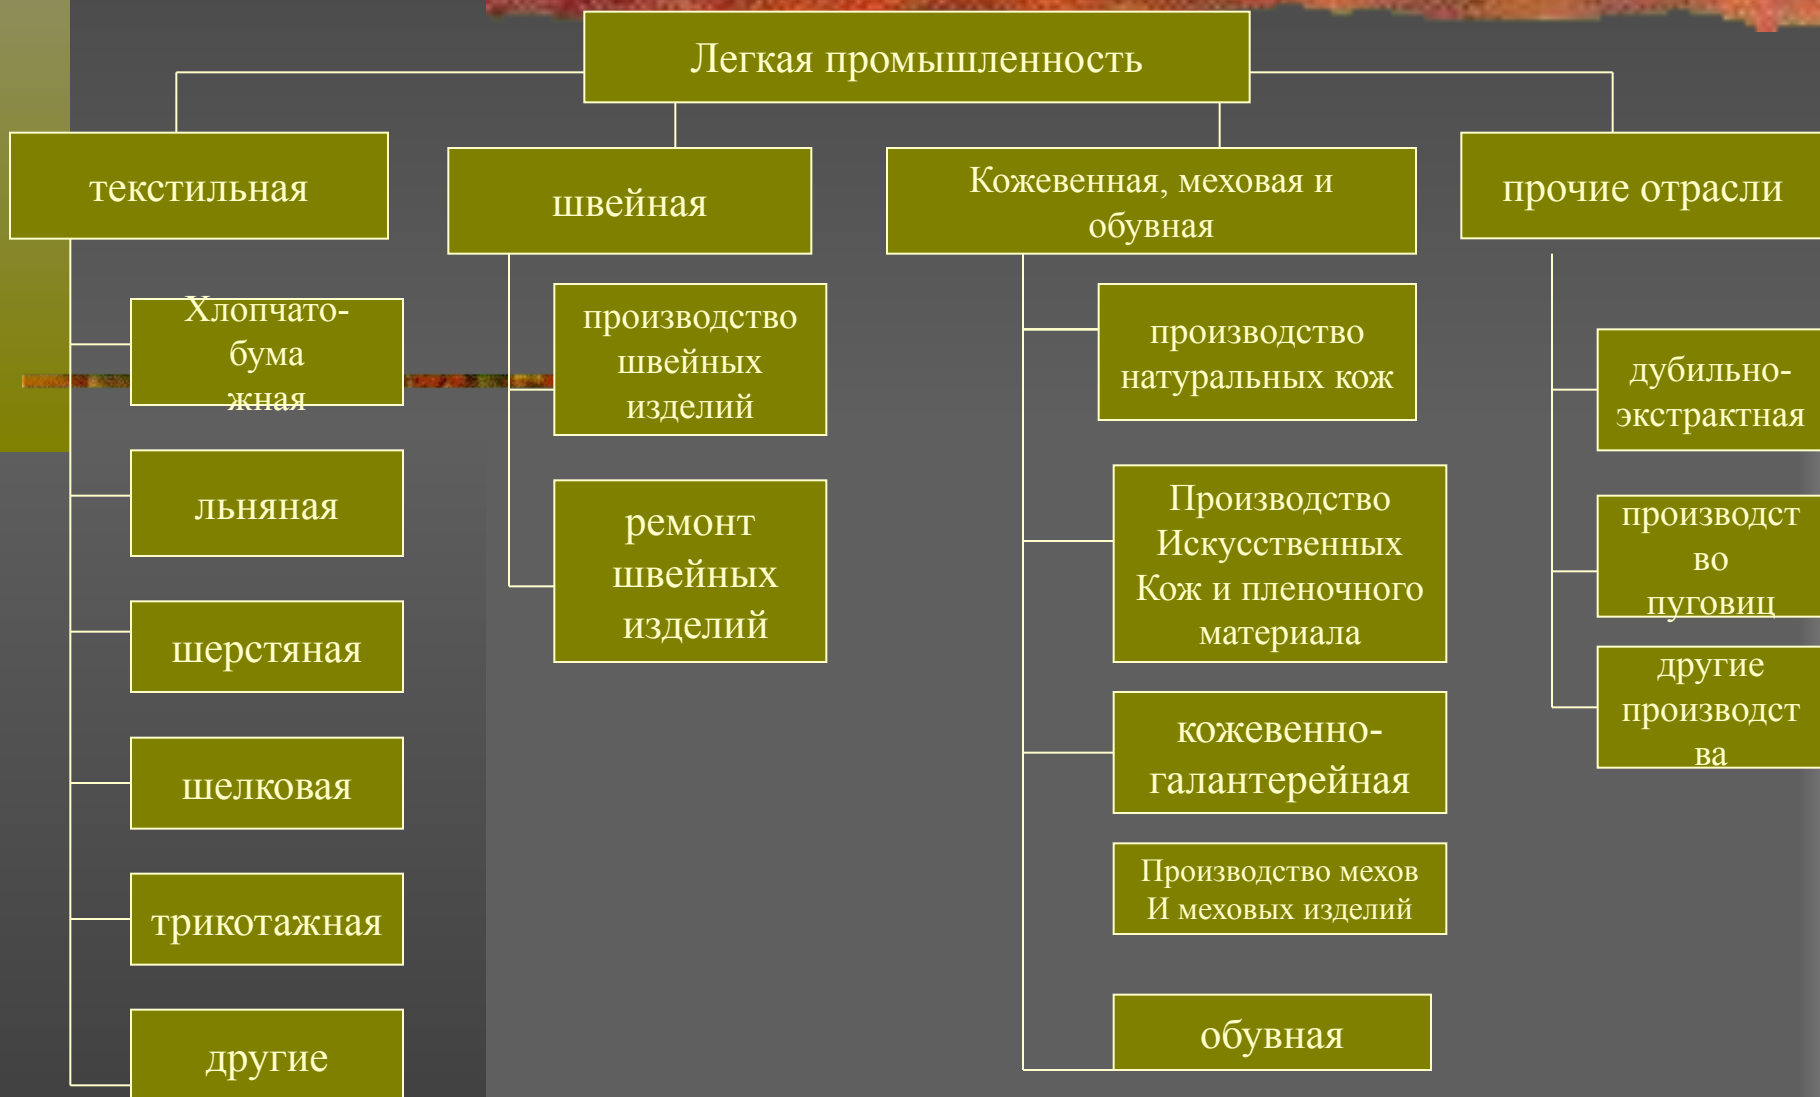 Легкая промышленность
текстильная
Хлопчато-
бума
жная
льняная
шерстяная
шелковая
трикотажная
другие
швейная
производство
швейных
изделий
ремонт
швейных
изделий
Кожевенная, меховая и
обувная
производство
натуральных кож
Производство
Искусственных
Кож и пленочного
материала
кожевенно-
галантерейная
Производство мехов
И меховых изделий
обувная
прочие отрасли
дубильно-
экстрактная
производст
во
пуговиц
другие
производст
ва